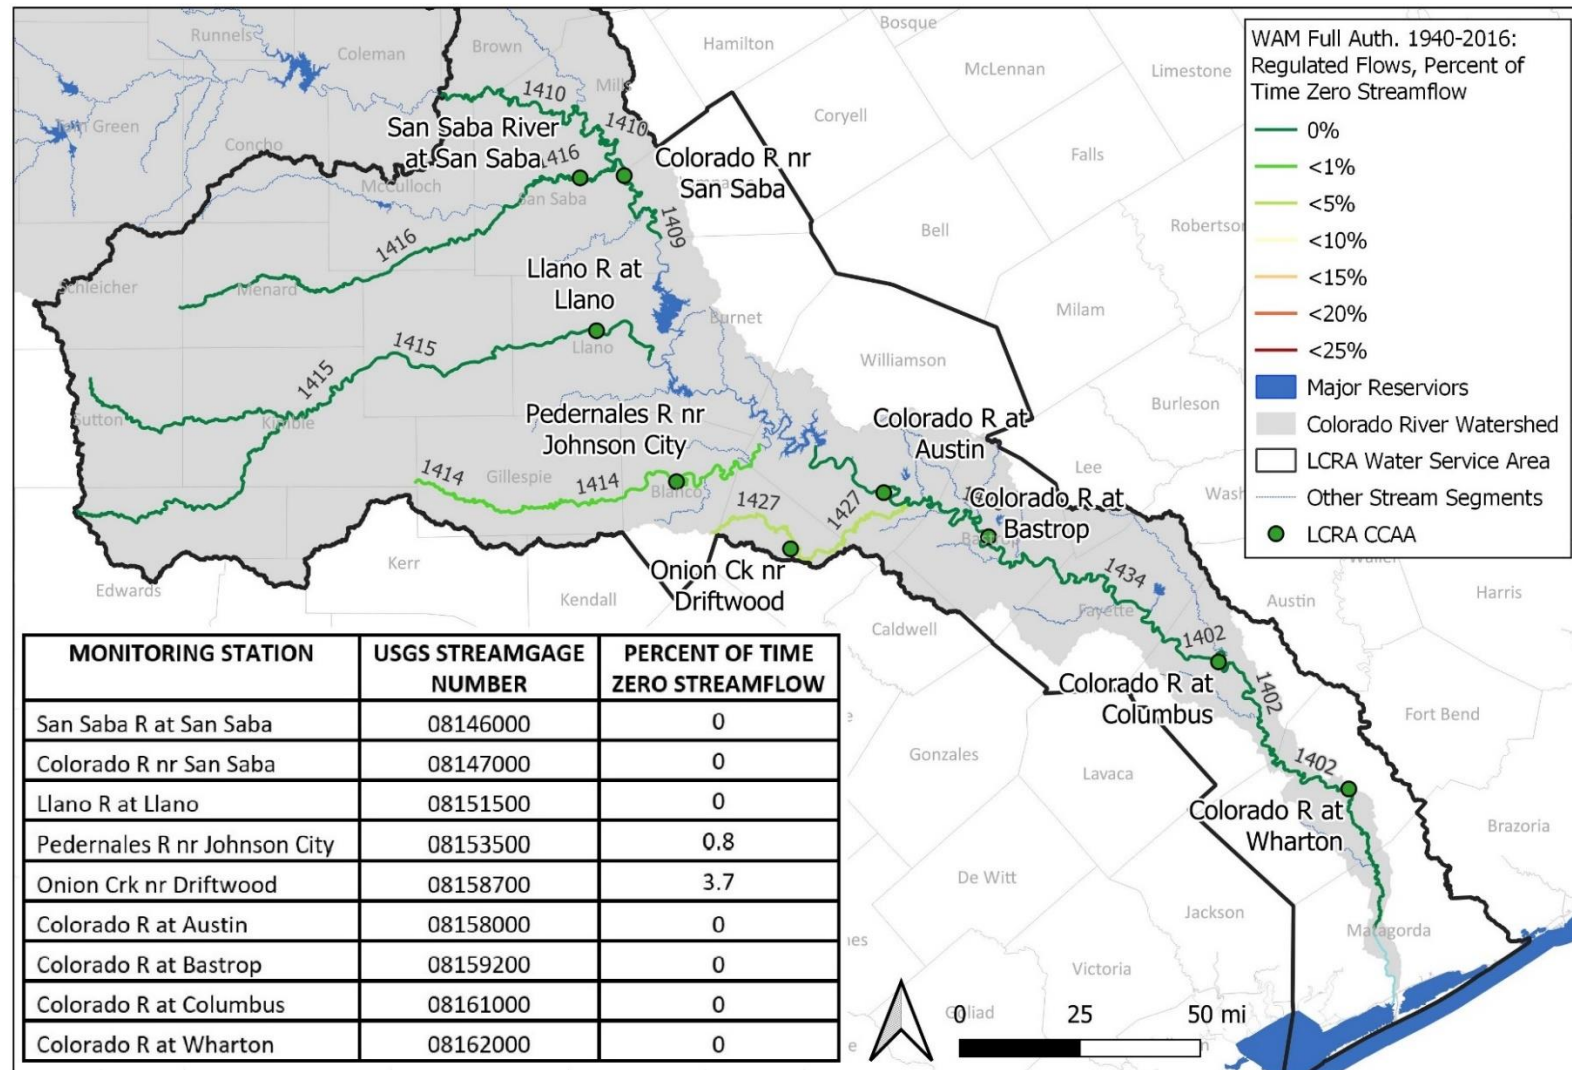 Runnels
Coleman
Brown
Hamilton
Bosque
McLennan
Limestone
Mills
Coryell
Falls
Tom Green
Concho
McCulloch
San Saba
Bell
Robertson
Schleicher
Menard
Burnet
Milam
Williamson
Llano
Burleson
Sutton
Kimble
Gillespie
Blanco
Lee
Bastrop
Kerr
Edwards
Kendall
Caldwell
Fayette
Austin
Waller
Harris
Gonzales
Lavaca
Fort Bend
Brazoria
De Witt
Jackson
Matagorda
Victoria
Goliad
1410
1410
San Saba River
at San Saba
1416
Colorado R nr
San Saba
1409
1416
Llano R at
Llano
1415
1415
Pedernales R nr
Johnson City
1414
1414
Colorado R at
Austin
1427
1427
Colorado R at
Bastrop
Onion Ck nr
Driftwood
1434
1402
1402
Colorado R at
Columbus
1402
Colorado R at
Wharton
WAM Full Auth. 1940-2016:
Regulated Flows, Percent of
Time Zero Streamflow
0%
<1%
<5%
<10%
<15%
<20%
<25%
Major Reserviors
Colorado River Watershed
LCRA Water Service Area
Other Stream Segments
LCRA CCAA
MONITORING STATION USGS STREAMGAGE NUMBER PERCENT OF TIME ZERO STREAMFLOW
San Saba R at San Saba 08146000 0
Colorado R nr San Saba 08147000 0
Llano R at Llano 08151500 0
Pedernales R nr Johnson City 08153500 0.8
Onion Crk nr Driftwood 08158700 3.7
Colorado R at Austin 08158000 0
Colorado R at Bastrop 08159200 0
Colorado R at Columbus 08161000 0
Colorado R at Wharton 08162000 0
0 25 50 mi